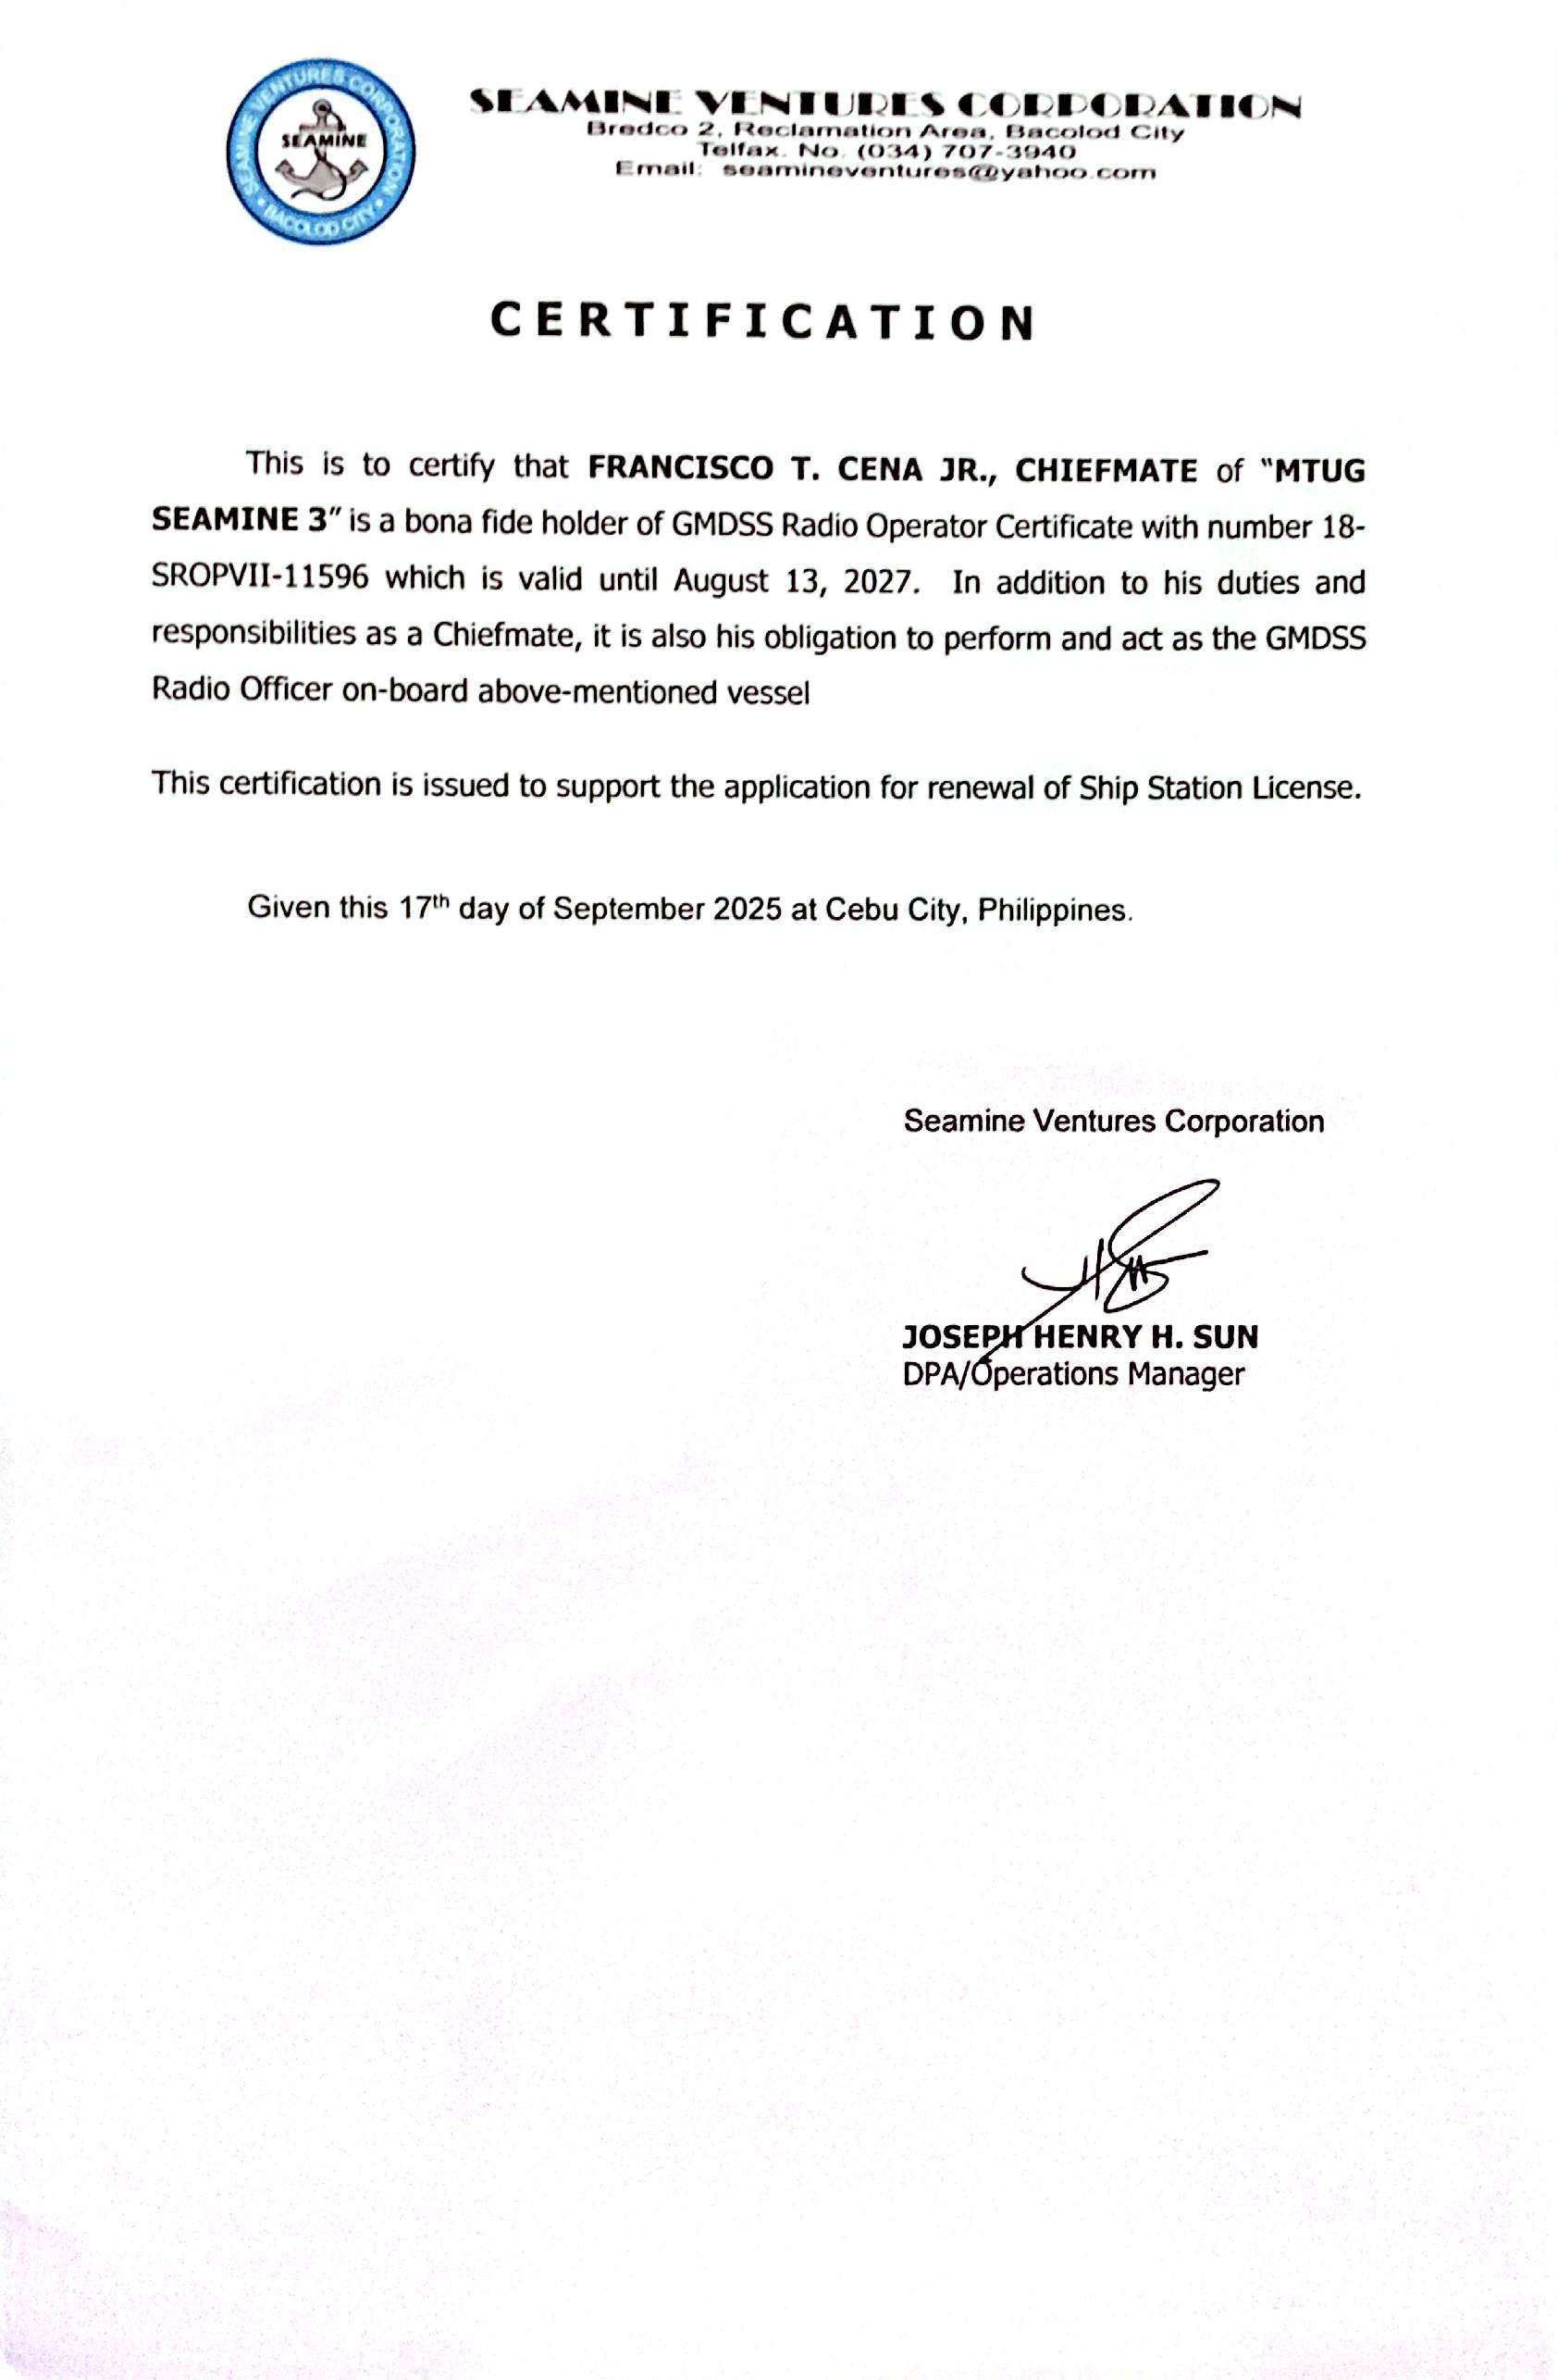 SEAMINE VENTURES CORPORATION
BACOLOD CITY
SEAMINE
SEAMINE VENTURES CORPORATION
Bredco 2, Reclamation Area, Bacolod City
Telfax. No. (034) 707-3940
Email: seamineventures@yahoo.com
CERTIFICATION
This is to certify that FRANCISCO T. CENA JR., CHIEFMATE of “MTUG
SEAMINE 3” is a bona fide holder of GMDSS Radio Operator Certificate with number 18-
SROPVII-11596 which is valid until August 13, 2027. In addition to his duties and
responsibilities as a Chiefmate, it is also his obligation to perform and act as the GMDSS
Radio Officer on-board above-mentioned vessel
This certification is issued to support the application for renewal of Ship Station License.
Given this 17th day of September 2025 at Cebu City, Philippines.
Seamine Ventures Corporation
JOSEPH HENRY H. SUN
DPA/Operations Manager